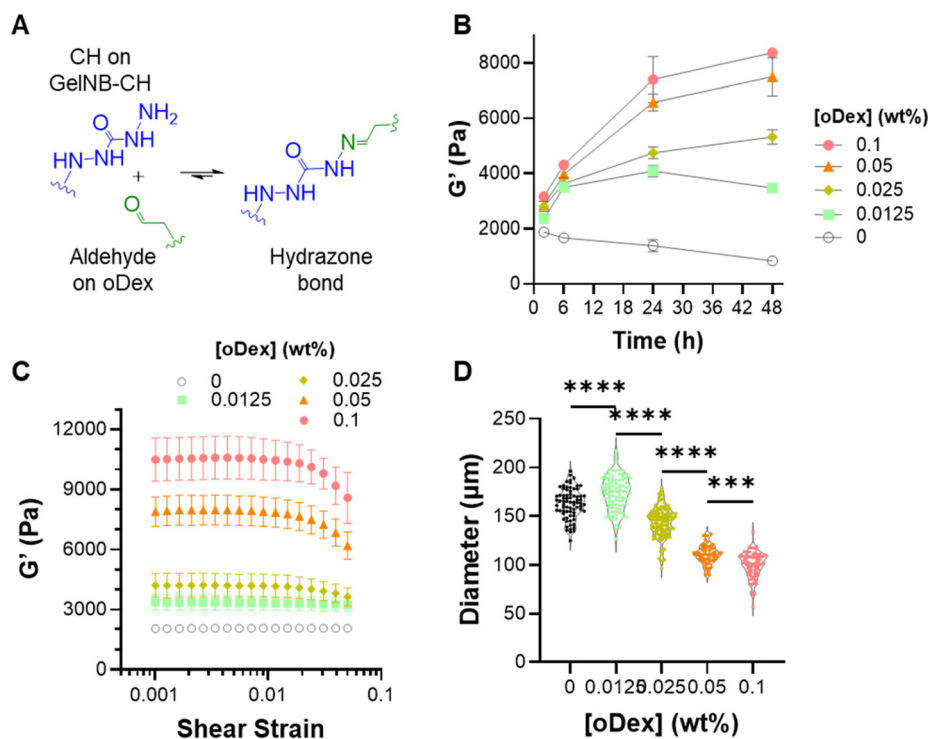 A
CH on
GelNB-CH
O
NH₂
HN
NH
HN
NH
+
O
Aldehyde
on oDex
O
N
NH
HN
NH
Hydrazone
bond
B
8000
6000
4000
2000
0
G' (Pa)
0 6 12 18 24 30 36 42 48
Time (h)
[oDex] (wt%)
0.1
0.05
0.025
0.0125
0
C
[oDex] (wt%)
0
0.0125
0.025
0.05
0.1
12000
9000
6000
3000
0
G' (Pa)
0.001 0.01 0.1
Shear Strain
D
****
****
****
***
250
200
150
100
50
0
Diameter (µm)
0 0.0125 0.025 0.05 0.1
[oDex] (wt%)